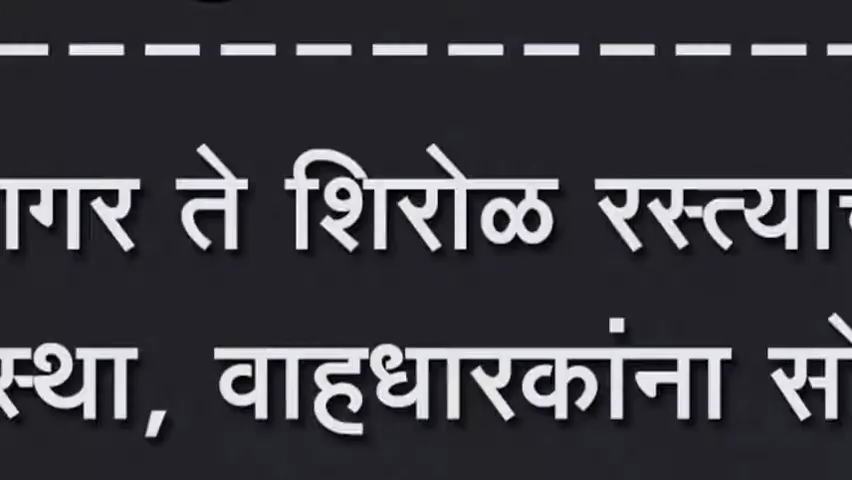 ागर ते शिरोळ रस्त्याच
स्था, वाहधारकांना सो